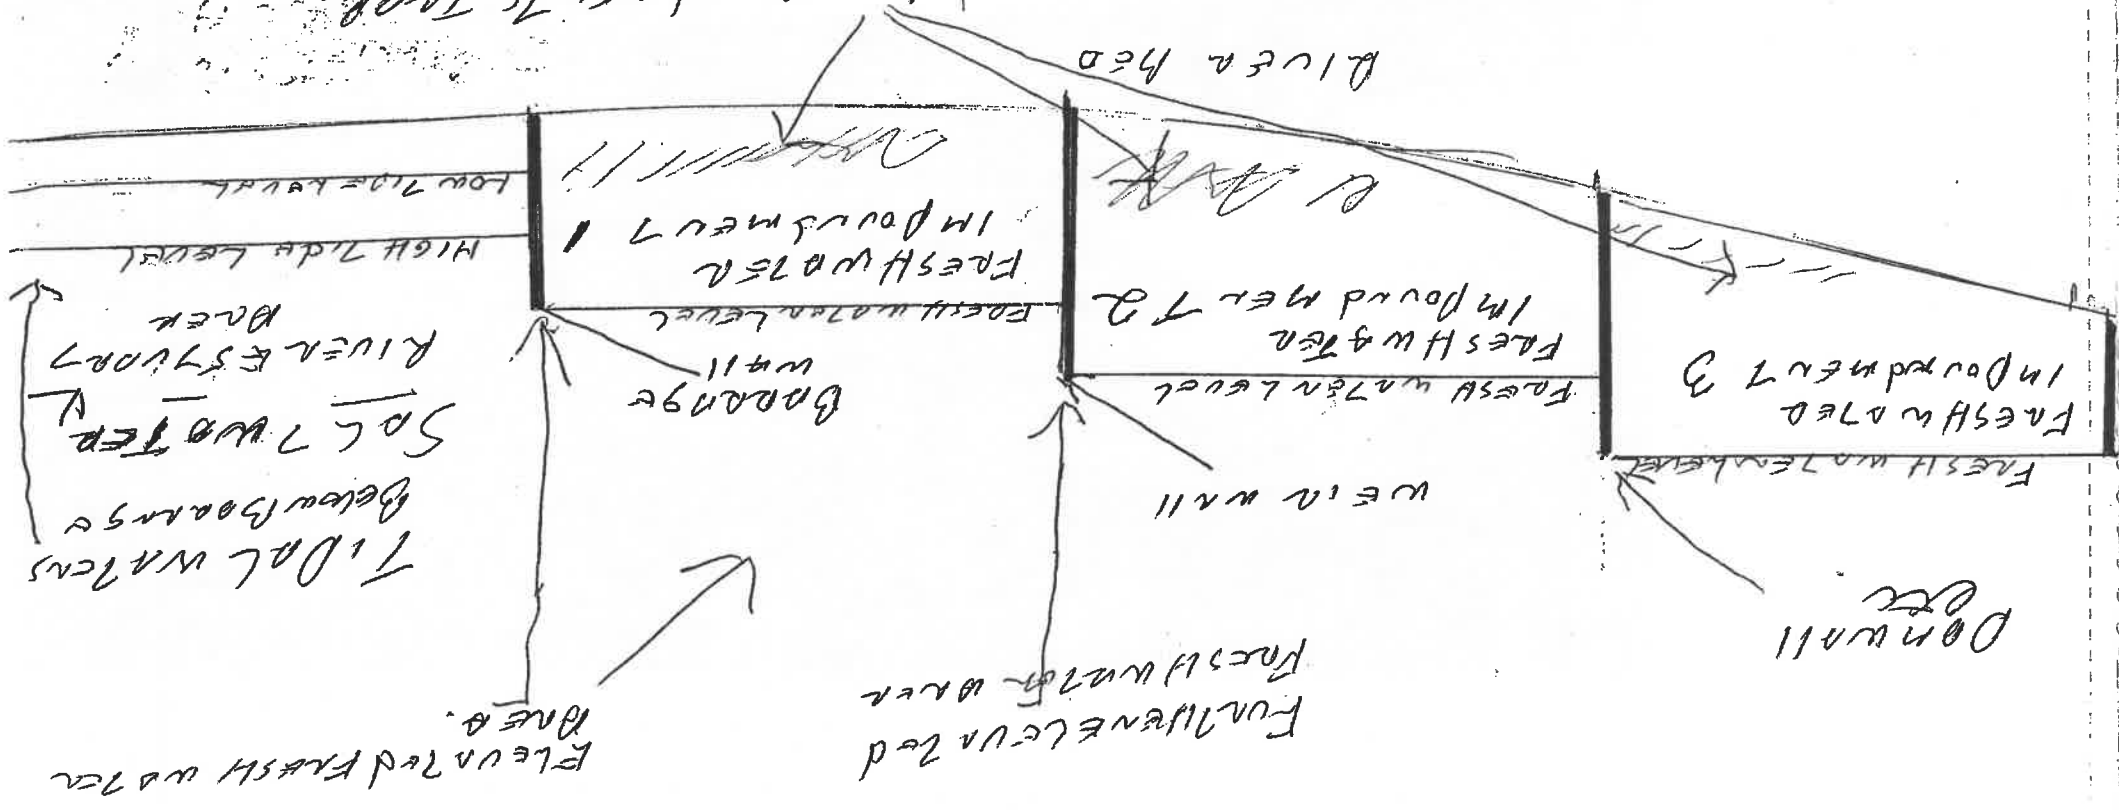 ELEVATED FRESH WATER
AREA.
FURTHER ELEVATED
FRESH WATER AREA
DAM WALL
ETC
TIDAL WATERS
BELOW BARRAGE
WEIR WALL
SALT WATER
RIVER ESTUARY
AREA
BARRAGE
WALL
FRESH WATER LEVEL
FRESH WATER
IMPOUNDMENT 3
FRESH WATER LEVEL
FRESH WATER
IMPOUNDMENT 2
FRESH WATER LEVEL
FRESH WATER
IMPOUNDMENT 1
HIGH TIDE LEVEL
LOW TIDE LEVEL
RIVER BED